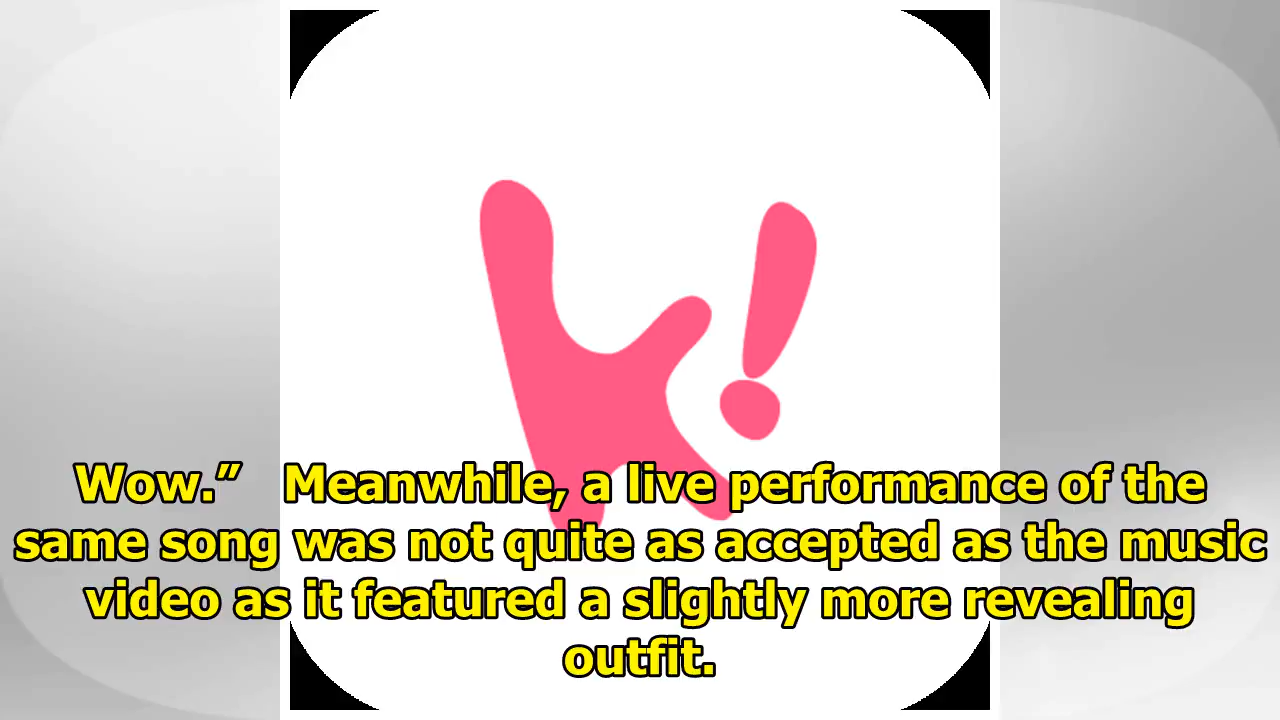 k!
Wow.”   Meanwhile, a live performance of the
same song was not quite as accepted as the music
video as it featured a slightly more revealing
outfit.